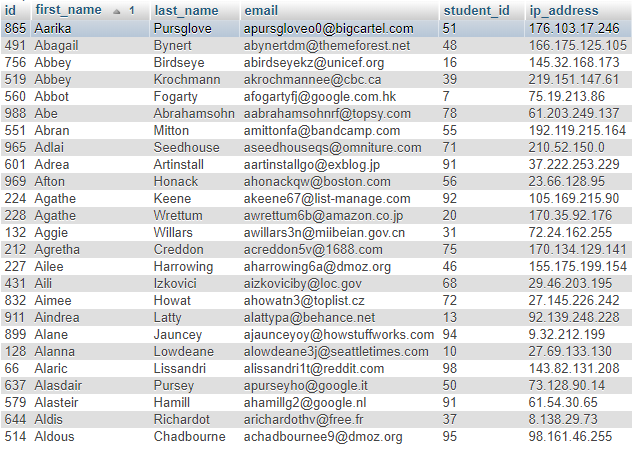 id first_name 1 last_name email student_id ip_address
865 Aarika Pursglove apursgloveo0@bigcartel.com 51 176.103.17.246
491 Abagail Bynert abynertdm@themeforest.net 48 166.175.125.105
756 Abbey Birdseye abirdseyekz@unicef.org 16 145.32.168.173
519 Abbey Krochmann akrochmannee@cbc.ca 39 219.151.147.61
560 Abbot Fogarty afogartyfj@google.com.hk 7 75.19.213.86
988 Abe Abrahamsohn aabrahamsohnrf@topsy.com 78 61.203.249.137
551 Abran Mitton amittonfa@bandcamp.com 55 192.119.215.164
965 Adlai Seedhouse aseedhouseqs@omniture.com 71 210.52.150.0
601 Adrea Artinstall aartinstallgo@exblog.jp 91 37.222.253.229
969 Afton Honack ahonackqw@boston.com 56 23.66.128.95
224 Agathe Keene akeene67@list-manage.com 92 105.169.215.90
228 Agathe Wrettum awrettum6b@amazon.co.jp 20 170.35.92.176
132 Aggie Willars awillars3n@miibeian.gov.cn 31 72.24.162.255
212 Agretha Creddon acreddon5v@1688.com 75 170.134.129.141
227 Ailee Harrowing aharrowing6a@dmoz.org 46 155.175.199.154
431 Aili Izkovici aizkoviciby@loc.gov 68 29.46.203.195
832 Aimee Howat ahowatn3@toplist.cz 72 27.145.226.242
911 Aindrea Latty alattypa@behance.net 13 92.139.248.228
899 Alane Jauncey ajaunceyoy@howstuffworks.com 94 9.32.212.199
128 Alanna Lowdeane alowdeane3j@seattletimes.com 10 27.69.133.130
66 Alaric Lissandri alissandri1t@reddit.com 98 143.82.131.208
637 Alasdair Pursey apurseyho@google.it 50 73.128.90.14
579 Alasteir Hamill ahamillg2@google.nl 91 61.54.30.65
644 Aldis Richardot arichardothv@free.fr 37 8.138.29.73
514 Aldous Chadbourne achadbournee9@dmoz.org 95 98.161.46.255